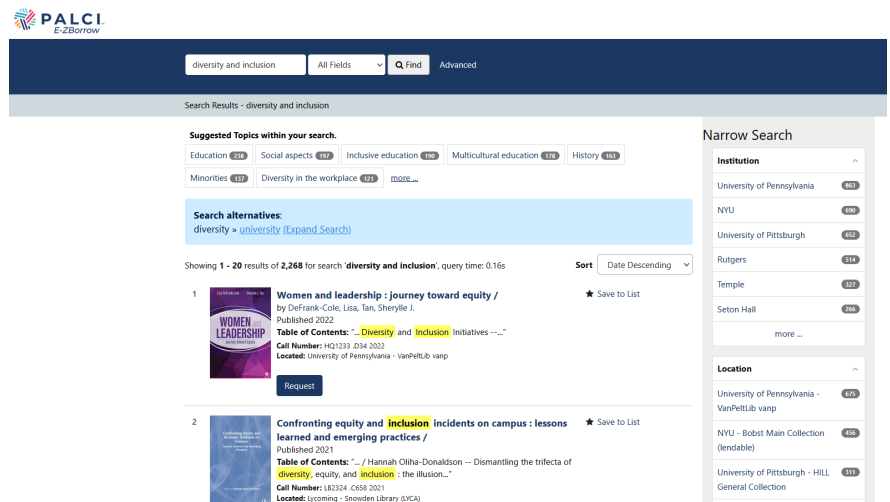 PALCI
E-ZBorrow
diversity and inclusion
All Fields
Find
Advanced
Search Results - diversity and inclusion
Suggested Topics within your search.
Education 238
Social aspects 197
Inclusive education 190
Multicultural education 178
History 163
Minorities 137
Diversity in the workplace 121
more ...
Search alternatives:
diversity » university (Expand Search)
Showing 1 - 20 results of 2,268 for search 'diversity and inclusion', query time: 0.16s
Sort
Date Descending
1
WOMEN and
LEADERSHIP
Journey Toward Equity
Women and leadership : journey toward equity /
by DeFrank-Cole, Lisa, Tan, Sherylle J.
Published 2022
Table of Contents: "...Diversity and Inclusion Initiatives --..."
Call Number: HQ1233 .D34 2022
Located: University of Pennsylvania - VanPeltLib vanp
Request
Save to List
2
Confronting equity and inclusion incidents on campus : lessons
learned and emerging practices /
Published 2021
Table of Contents: "... / Hannah Oliha-Donaldson -- Dismantling the trifecta of
diversity, equity, and inclusion : the illusion..."
Call Number: LB2324 .C658 2021
Located: Lycoming - Snowden Library (LYCA)
Save to List
Narrow Search
Institution
University of Pennsylvania 863
NYU 690
University of Pittsburgh 652
Rutgers 514
Temple 327
Seton Hall 266
more ...
Location
University of Pennsylvania - 675
VanPeltLib vanp
NYU - Bobst Main Collection 456
(lendable)
University of Pittsburgh - HILL 311
General Collection